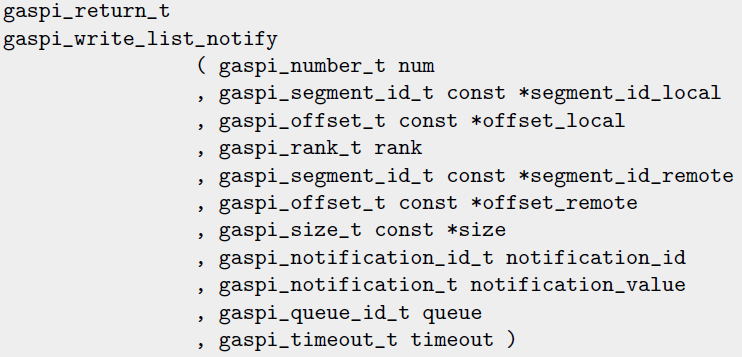 gaspi_return_t
gaspi_write_list_notify
( gaspi_number_t num
, gaspi_segment_id_t const *segment_id_local
, gaspi_offset_t const *offset_local
, gaspi_rank_t rank
, gaspi_segment_id_t const *segment_id_remote
, gaspi_offset_t const *offset_remote
, gaspi_size_t const *size
, gaspi_notification_id_t notification_id
, gaspi_notification_t notification_value
, gaspi_queue_id_t queue
, gaspi_timeout_t timeout )